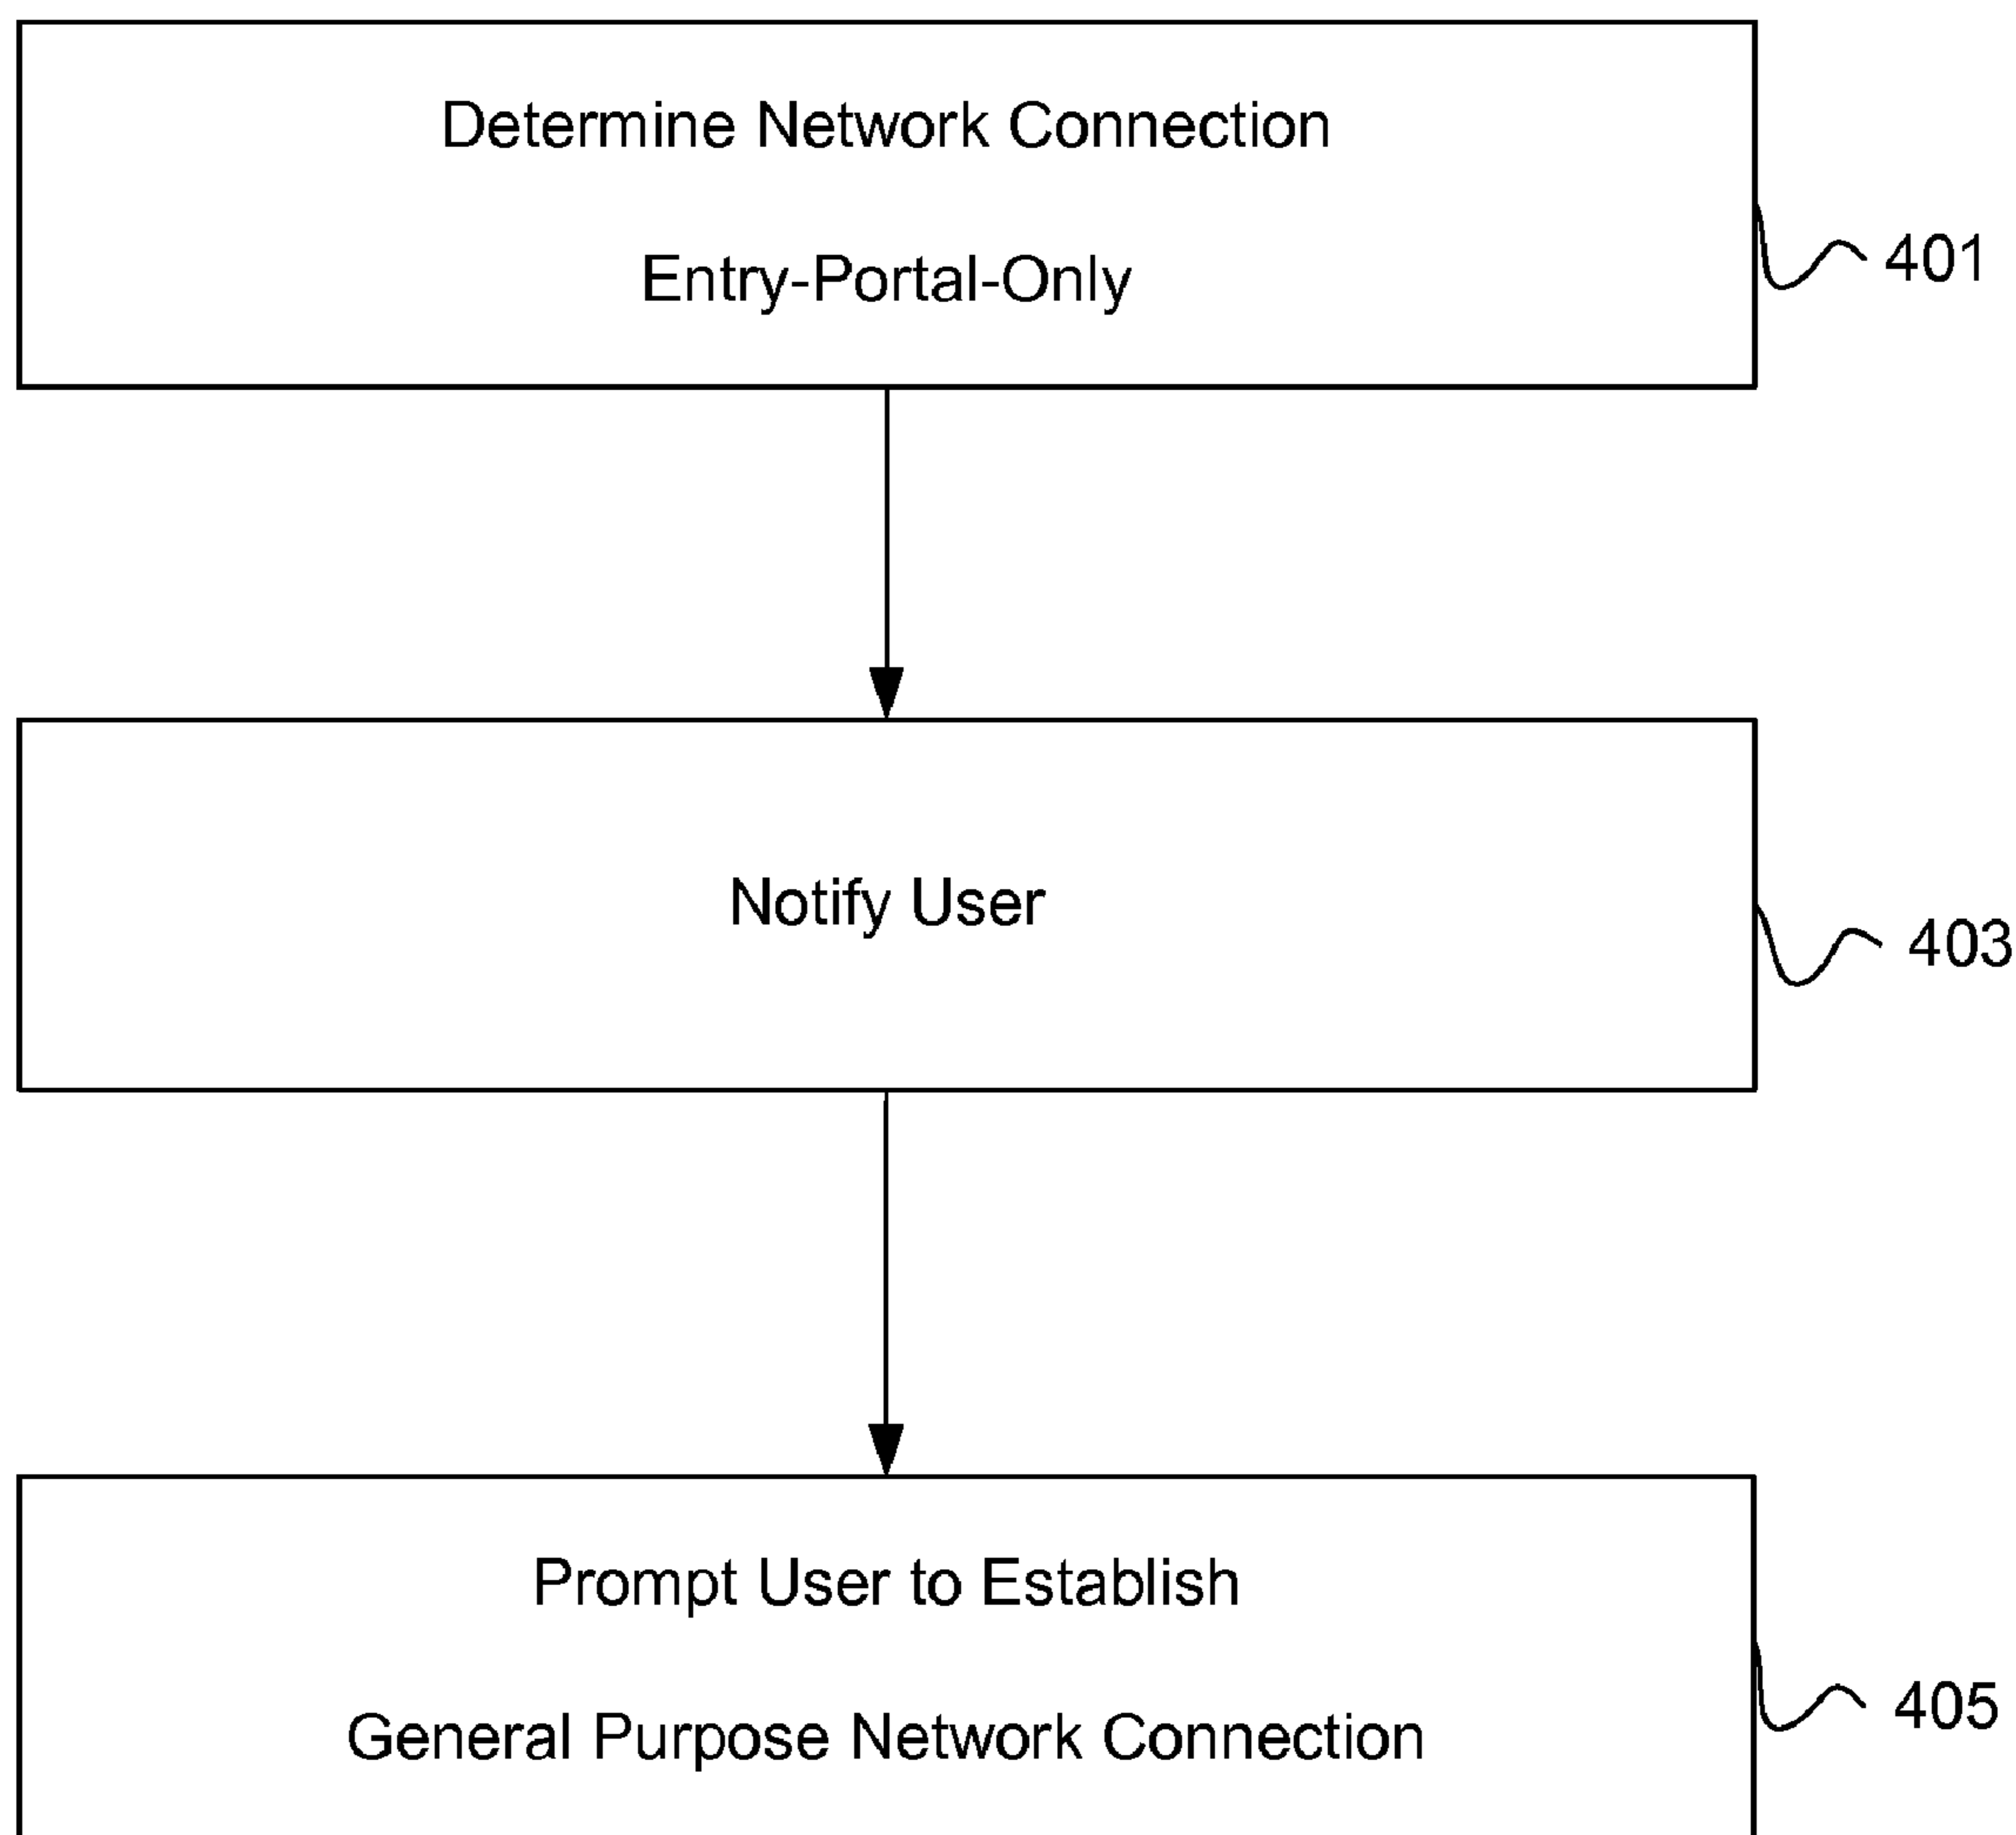 Determine Network Connection
Entry-Portal-Only
401
Notify User
403
Prompt User to Establish
General Purpose Network Connection
405